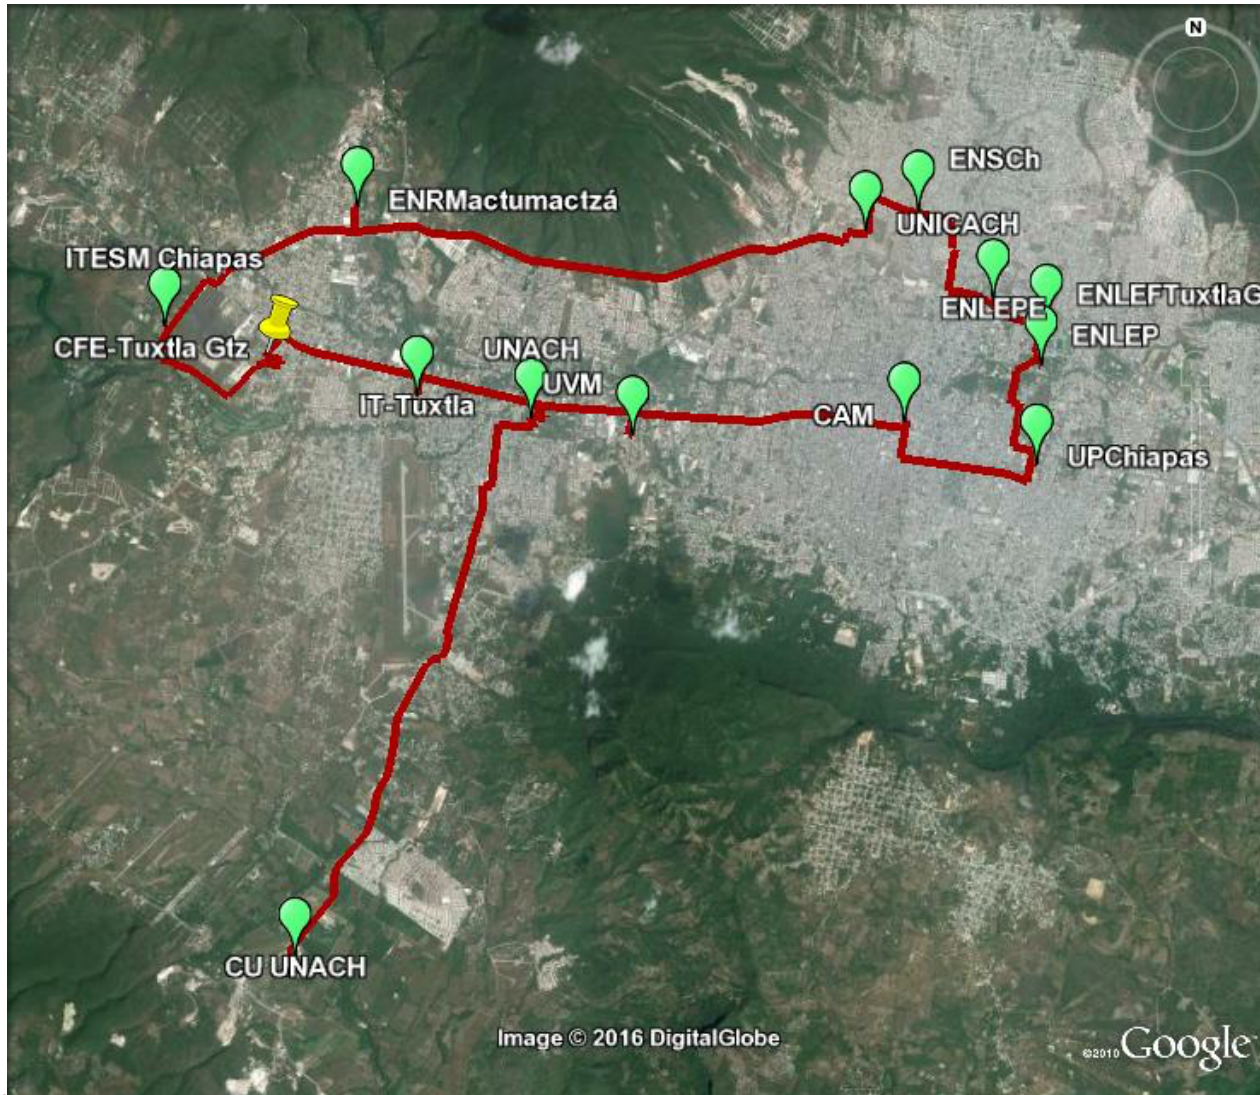 N
ENSCh
ENRMactumactzá
UNICACH
ITESM Chiapas
ENLEFTuxtlaG
ENLEPE
ENLEP
CFE-Tuxtla Gtz
UNACH
UVM
IT-Tuxtla
CAM
UPChiapas
CU UNACH
Image © 2016 DigitalGlobe
©2010 Google